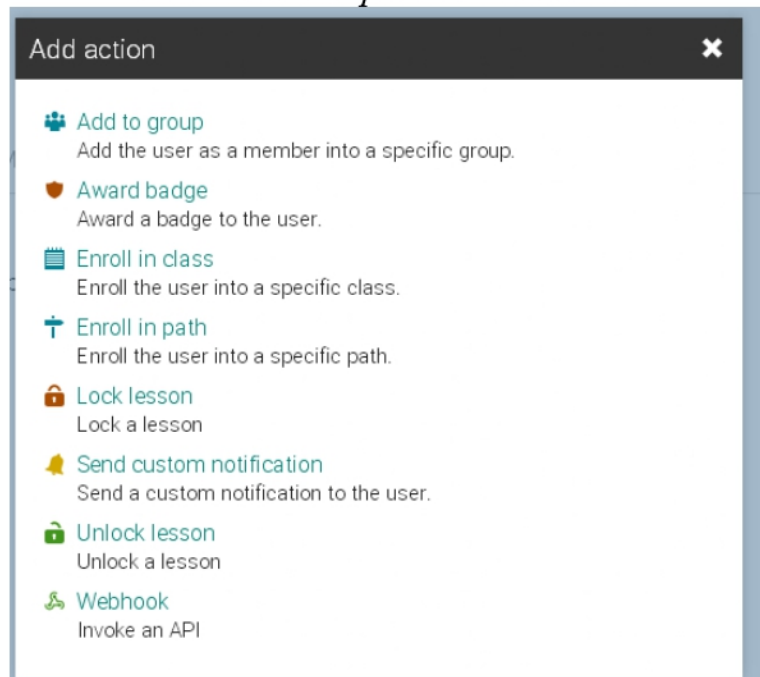 Add action
Add to group
Add the user as a member into a specific group.
Award badge
Award a badge to the user.
Enroll in class
Enroll the user into a specific class.
Enroll in path
Enroll the user into a specific path.
Lock lesson
Lock a lesson
Send custom notification
Send a custom notification to the user.
Unlock lesson
Unlock a lesson
Webhook
Invoke an API